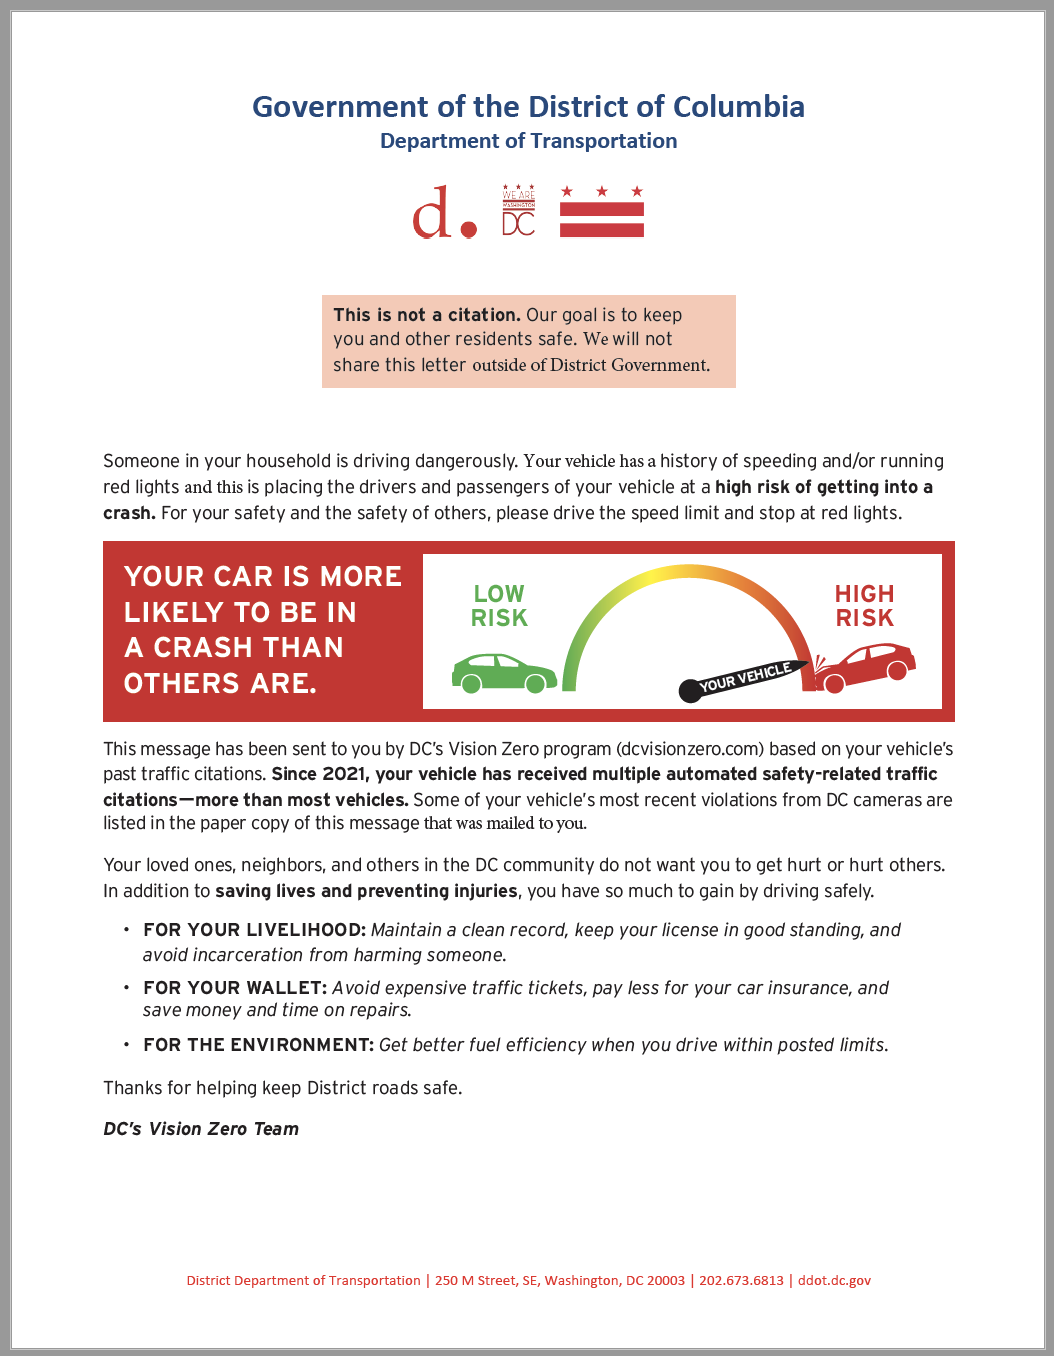 Government of the District of Columbia
Department of Transportation
d.
WE ARE
WASHINGTON
DC
This is not a citation. Our goal is to keep
you and other residents safe. We will not
share this letter outside of District Government.
Someone in your household is driving dangerously. Your vehicle has a history of speeding and/or running
red lights and this is placing the drivers and passengers of your vehicle at a high risk of getting into a
crash. For your safety and the safety of others, please drive the speed limit and stop at red lights.
YOUR CAR IS MORE
LIKELY TO BE IN
A CRASH THAN
OTHERS ARE.
LOW
RISK
HIGH
RISK
YOUR VEHICLE
This message has been sent to you by DC’s Vision Zero program (dcvisionzero.com) based on your vehicle’s
past traffic citations. Since 2021, your vehicle has received multiple automated safety-related traffic
citations—more than most vehicles. Some of your vehicle’s most recent violations from DC cameras are
listed in the paper copy of this message that was mailed to you.
Your loved ones, neighbors, and others in the DC community do not want you to get hurt or hurt others.
In addition to saving lives and preventing injuries, you have so much to gain by driving safely.
• FOR YOUR LIVELIHOOD: Maintain a clean record, keep your license in good standing, and
avoid incarceration from harming someone.
• FOR YOUR WALLET: Avoid expensive traffic tickets, pay less for your car insurance, and
save money and time on repairs.
• FOR THE ENVIRONMENT: Get better fuel efficiency when you drive within posted limits.
Thanks for helping keep District roads safe.
DC’s Vision Zero Team
District Department of Transportation | 250 M Street, SE, Washington, DC 20003 | 202.673.6813 | ddot.dc.gov